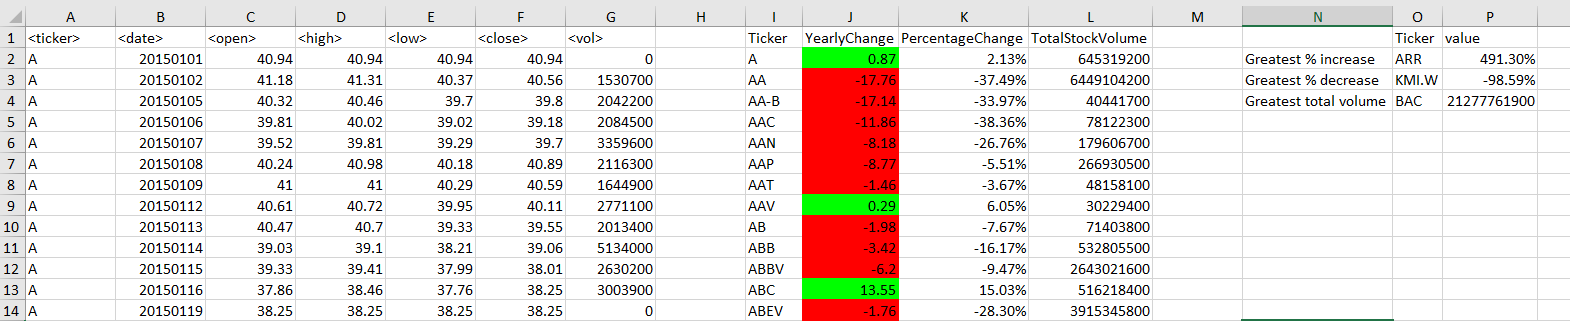 A B C D E F G H I J K L M N O P
1 <ticker> <date> <open> <high> <low> <close> <vol> Ticker YearlyChange PercentageChange TotalStockVolume Ticker value
2 A 20150101 40.94 40.94 40.94 40.94 0 A 0.87 2.13% 645319200 Greatest % increase ARR 491.30%
3 A 20150102 41.18 41.31 40.37 40.56 1530700 AA -17.76 -37.49% 6449104200 Greatest % decrease KMI.W -98.59%
4 A 20150105 40.32 40.46 39.7 39.8 2042200 AA-B -17.14 -33.97% 40441700 Greatest total volume BAC 21277761900
5 A 20150106 39.81 40.02 39.02 39.18 2084500 AAC -11.86 -38.36% 78122300
6 A 20150107 39.52 39.81 39.29 39.7 3359600 AAN -8.18 -26.76% 179606700
7 A 20150108 40.24 40.98 40.18 40.89 2116300 AAP -8.77 -5.51% 266930500
8 A 20150109 41 41 40.29 40.59 1644900 AAT -1.46 -3.67% 48158100
9 A 20150112 40.61 40.72 39.95 40.11 2771100 AAV 0.29 6.05% 30229400
10 A 20150113 40.47 40.7 39.33 39.55 2013400 AB -1.98 -7.67% 71403800
11 A 20150114 39.03 39.1 38.21 39.06 5134000 ABB -3.42 -16.17% 532805500
12 A 20150115 39.33 39.41 37.99 38.01 2630200 ABBV -6.2 -9.47% 2643021600
13 A 20150116 37.86 38.46 37.76 38.25 3003900 ABC 13.55 15.03% 516218400
14 A 20150119 38.25 38.25 38.25 38.25 0 ABEV -1.76 -28.30% 3915345800